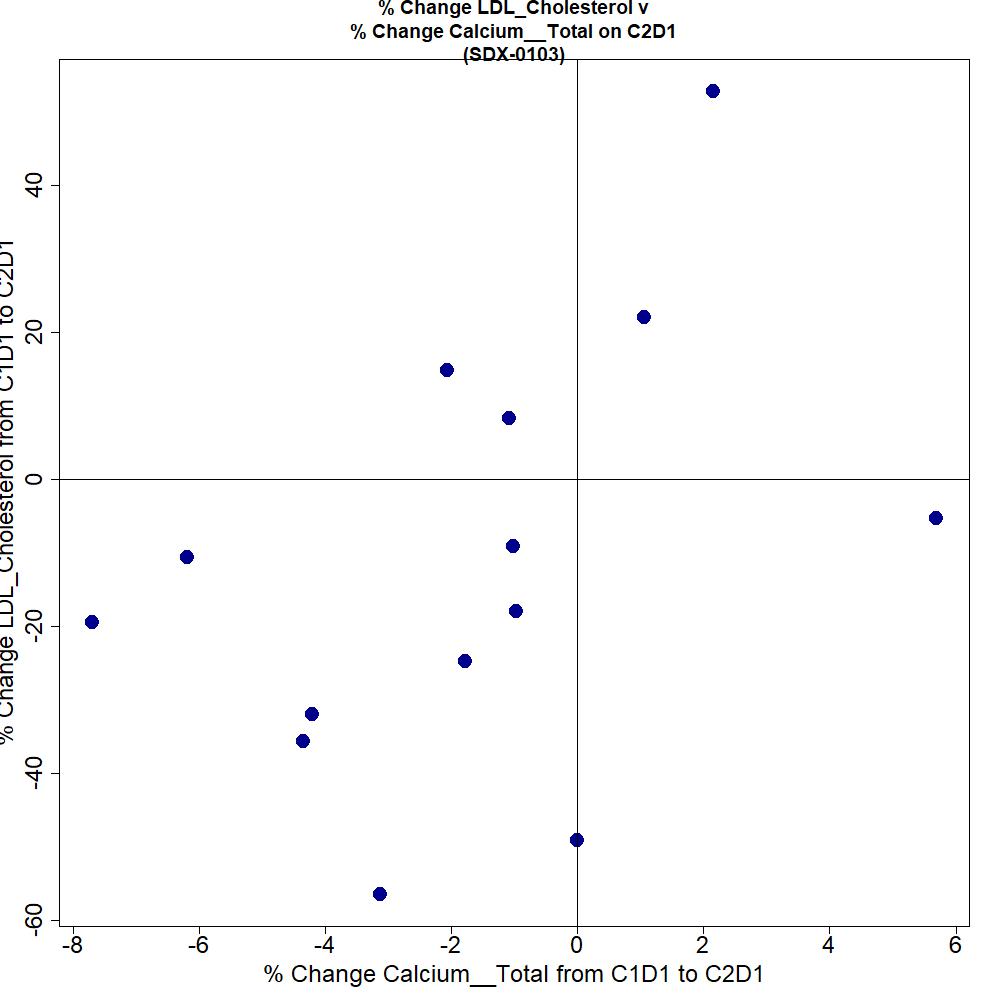 % Change LDL_Cholesterol v
% Change Calcium__Total on C2D1
(SDX-0103)
% Change LDL_Cholesterol from C1D1 to C2D1
40
20
0
-20
-40
-60
-8
-6
-4
-2
0
2
4
6
% Change Calcium__Total from C1D1 to C2D1